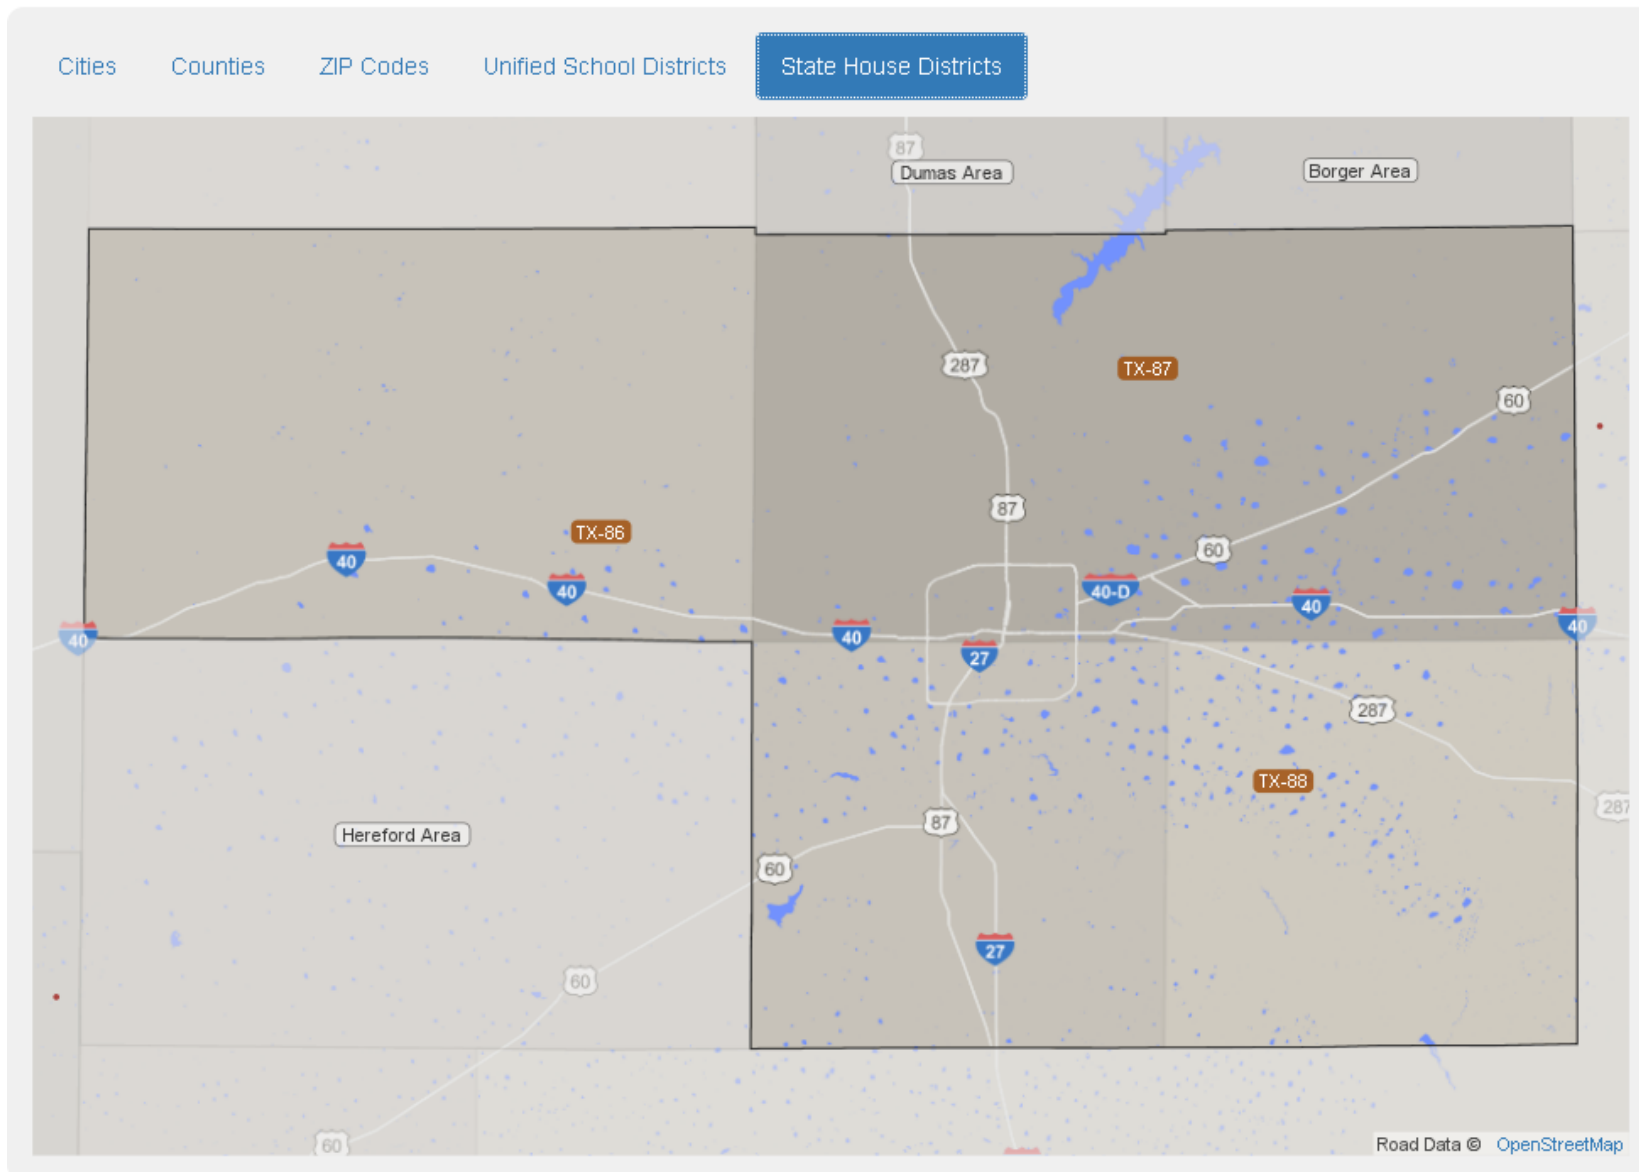 Cities Counties ZIP Codes Unified School Districts State House Districts
87
Dumas Area
Borger Area
287
TX-87
60
87
TX-86
60
40
40
40-D
40
40
40
40
27
287
TX-88
287
87
Hereford Area
60
27
60
60
Road Data © OpenStreetMap